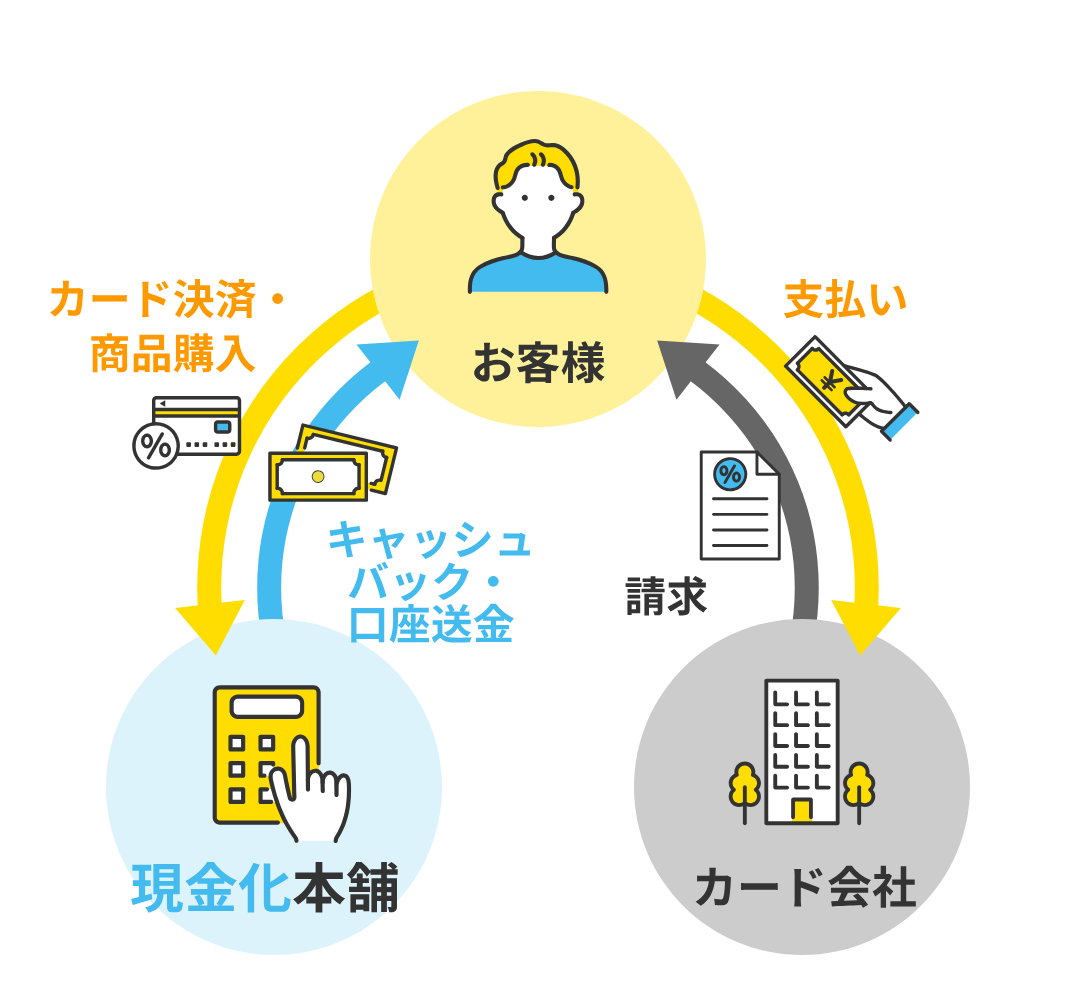 お客様
カード決済・
商品購入
支払い
¥
%
%
キャッシュ
バック・
口座送金
請求
現金化本舗
カード会社